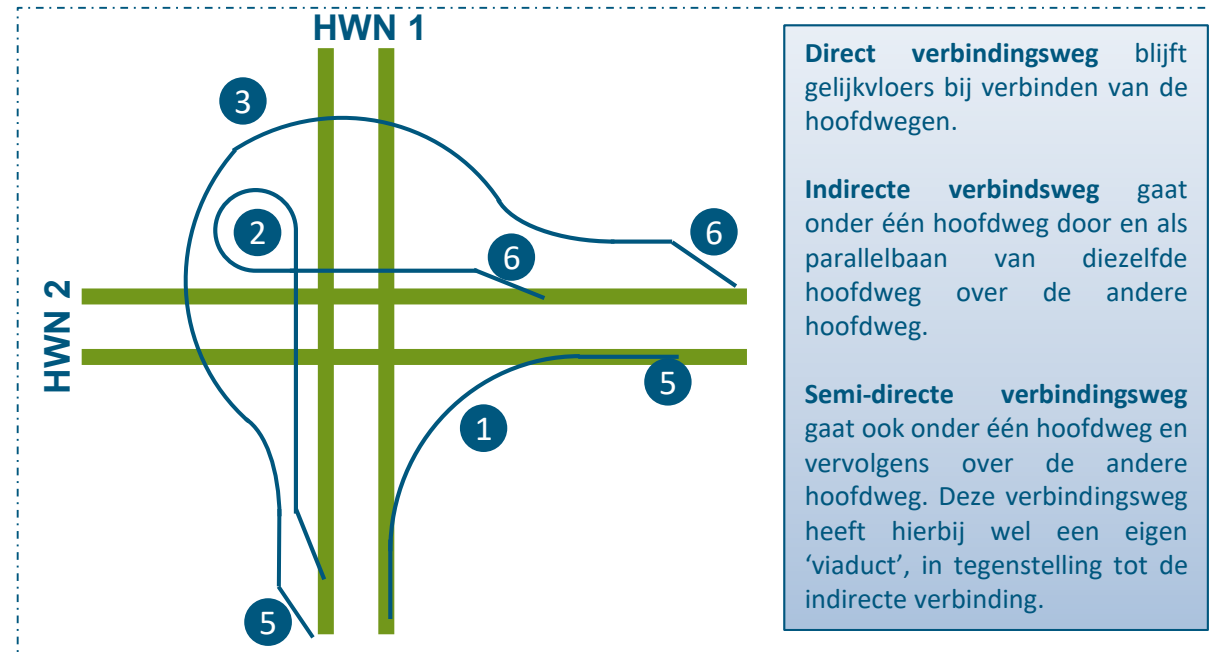 HWN 1
3
2
6
6
HWN 2
5
1
5
Direct verbindingsweg blijft
gelijkvloers bij verbinden van de
hoofdwegen.
Indirecte verbindsweg gaat
onder één hoofdweg door en als
parallelbaan van diezelfde
hoofdweg over de andere
hoofdweg.
Semi-directe verbindingsweg
gaat ook onder één hoofdweg en
vervolgens over de andere
hoofdweg. Deze verbindingsweg
heeft hierbij wel een eigen
‘viaduct’, in tegenstelling tot de
indirecte verbinding.